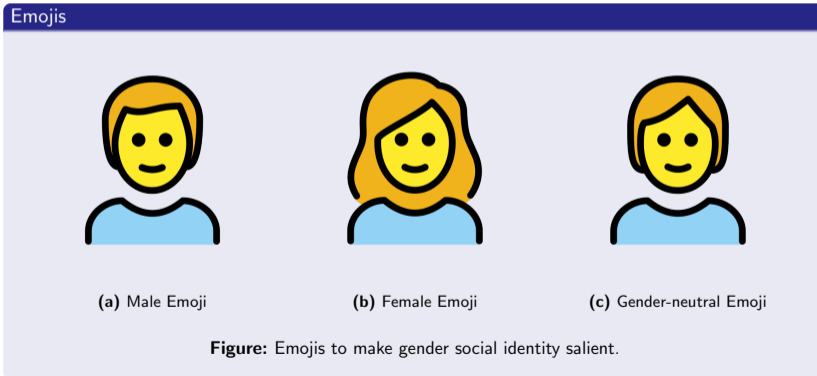 Emojis
(a) Male Emoji
(b) Female Emoji
(c) Gender-neutral Emoji
Figure: Emojis to make gender social identity salient.